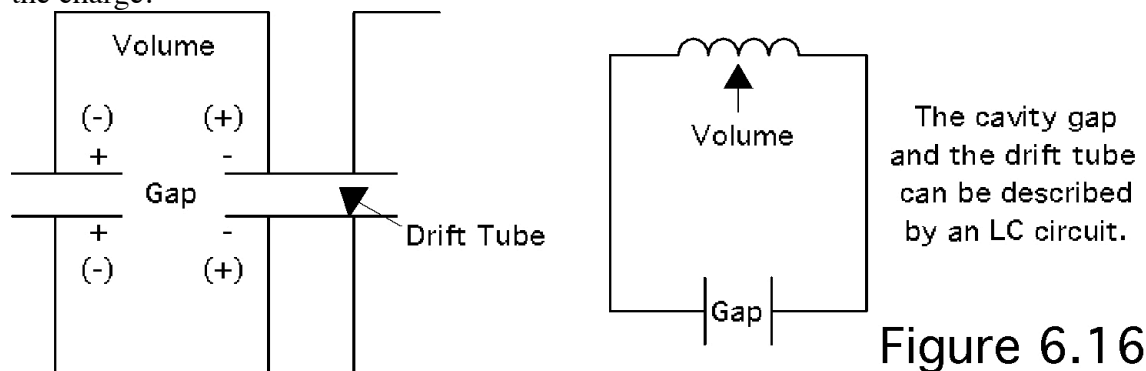 the charge.
Volume
(-) (+)
+ -
Gap
+ -
(-) (+)
Drift Tube
Volume
Gap
The cavity gap
and the drift tube
can be described
by an LC circuit.
Figure 6.16